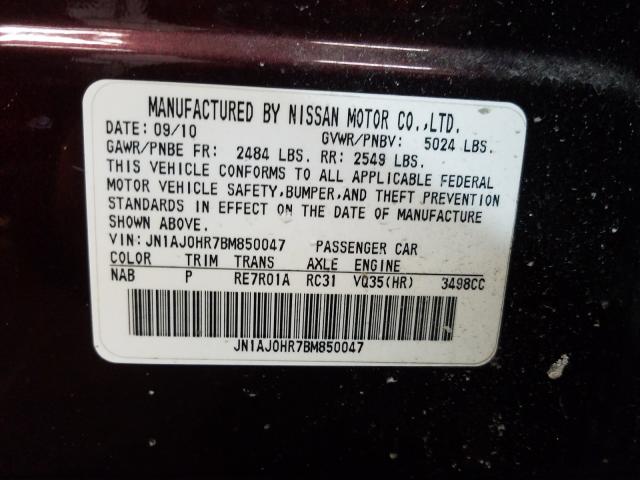 MANUFACTURED BY NISSAN MOTOR CO.,LTD.
DATE: 09/10 GVWR/PNBV: 5024 LBS.
GAWR/PNBE FR: 2484 LBS. RR: 2549 LBS.
THIS VEHICLE CONFORMS TO ALL APPLICABLE FEDERAL
MOTOR VEHICLE SAFETY,BUMPER,AND THEFT PREVENTION
STANDARDS IN EFFECT ON THE DATE OF MANUFACTURE
SHOWN ABOVE.
VIN: JN1AJ0HR7BM850047 PASSENGER CAR
COLOR TRIM TRANS AXLE ENGINE
NAB P RE7R01A RC31 VQ35(HR) 3498CC
JN1AJ0HR7BM850047